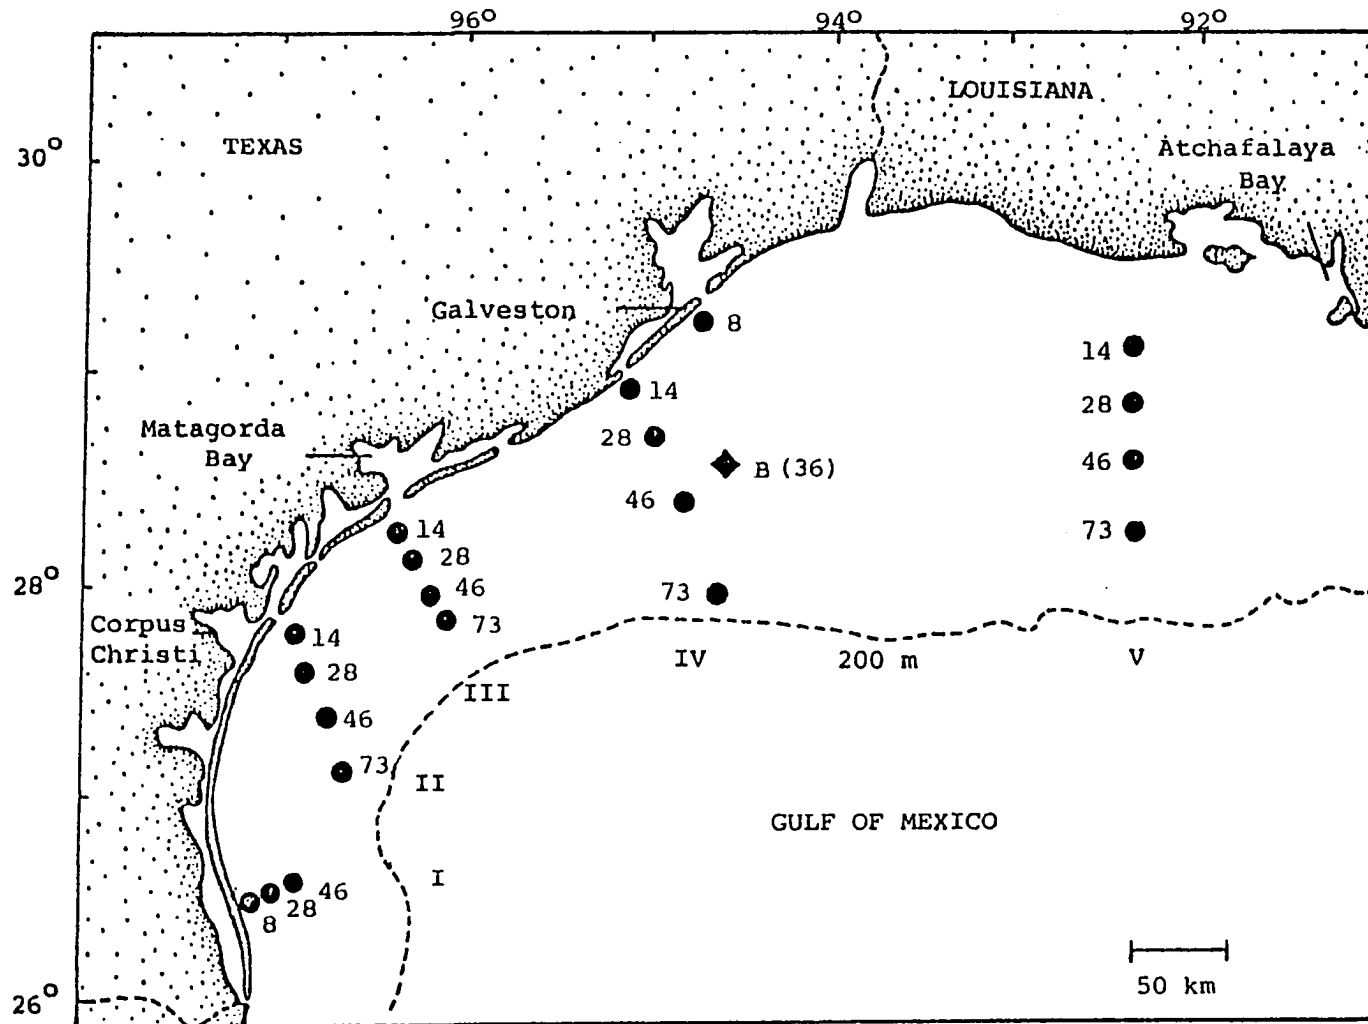 96° 94° 92°
LOUISIANA
TEXAS
30°
Atchafalaya
Bay
Galveston
8
14
14
28
Matagorda
Bay
28
46
B (36)
46
14
73
28
28°
46
73
73
Corpus
Christi
14
28
IV
200 m
V
III
46
73
II
GULF OF MEXICO
I
46
28
8
50 km
26°